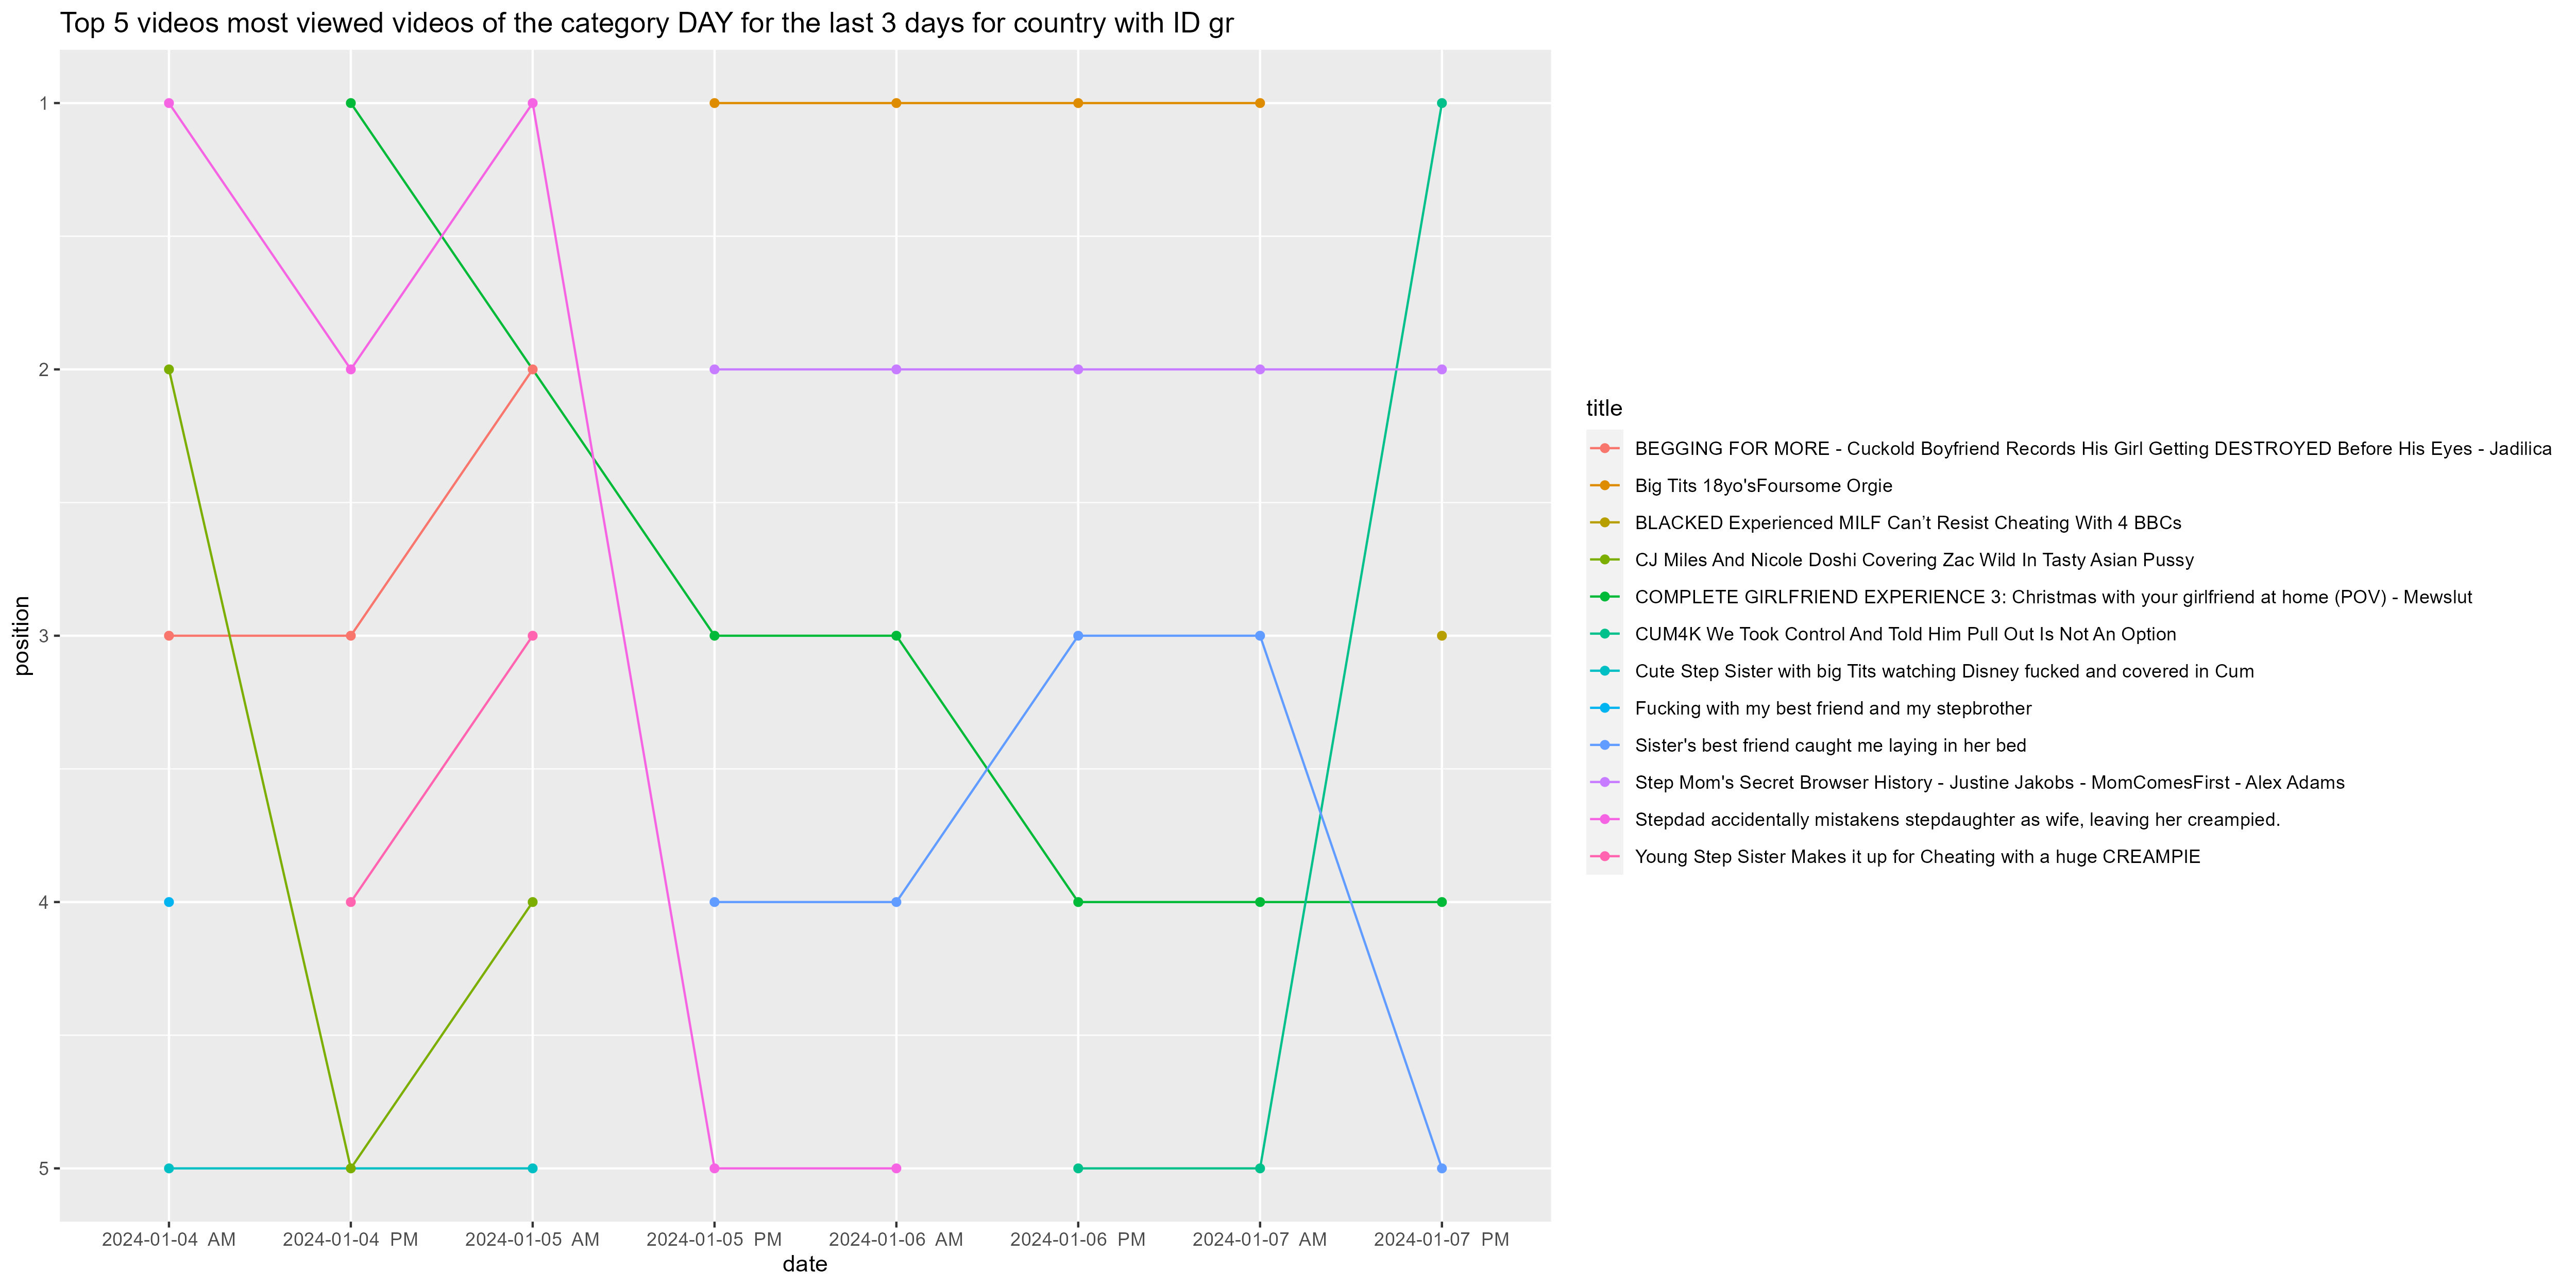 Top 5 videos most viewed videos of the category DAY for the last 3 days for country with ID gr
position
1
2
3
4
5
2024-01-04 AM
2024-01-04 PM
2024-01-05 AM
2024-01-05 PM
2024-01-06 AM
2024-01-06 PM
2024-01-07 AM
2024-01-07 PM
date
title
BEGGING FOR MORE - Cuckold Boyfriend Records His Girl Getting DESTROYED Before His Eyes - Jadilica
Big Tits 18yo'sFoursome Orgie
BLACKED Experienced MILF Can’t Resist Cheating With 4 BBCs
CJ Miles And Nicole Doshi Covering Zac Wild In Tasty Asian Pussy
COMPLETE GIRLFRIEND EXPERIENCE 3: Christmas with your girlfriend at home (POV) - Mewslut
CUM4K We Took Control And Told Him Pull Out Is Not An Option
Cute Step Sister with big Tits watching Disney fucked and covered in Cum
Fucking with my best friend and my stepbrother
Sister's best friend caught me laying in her bed
Step Mom's Secret Browser History - Justine Jakobs - MomComesFirst - Alex Adams
Stepdad accidentally mistakens stepdaughter as wife, leaving her creampied.
Young Step Sister Makes it up for Cheating with a huge CREAMPIE